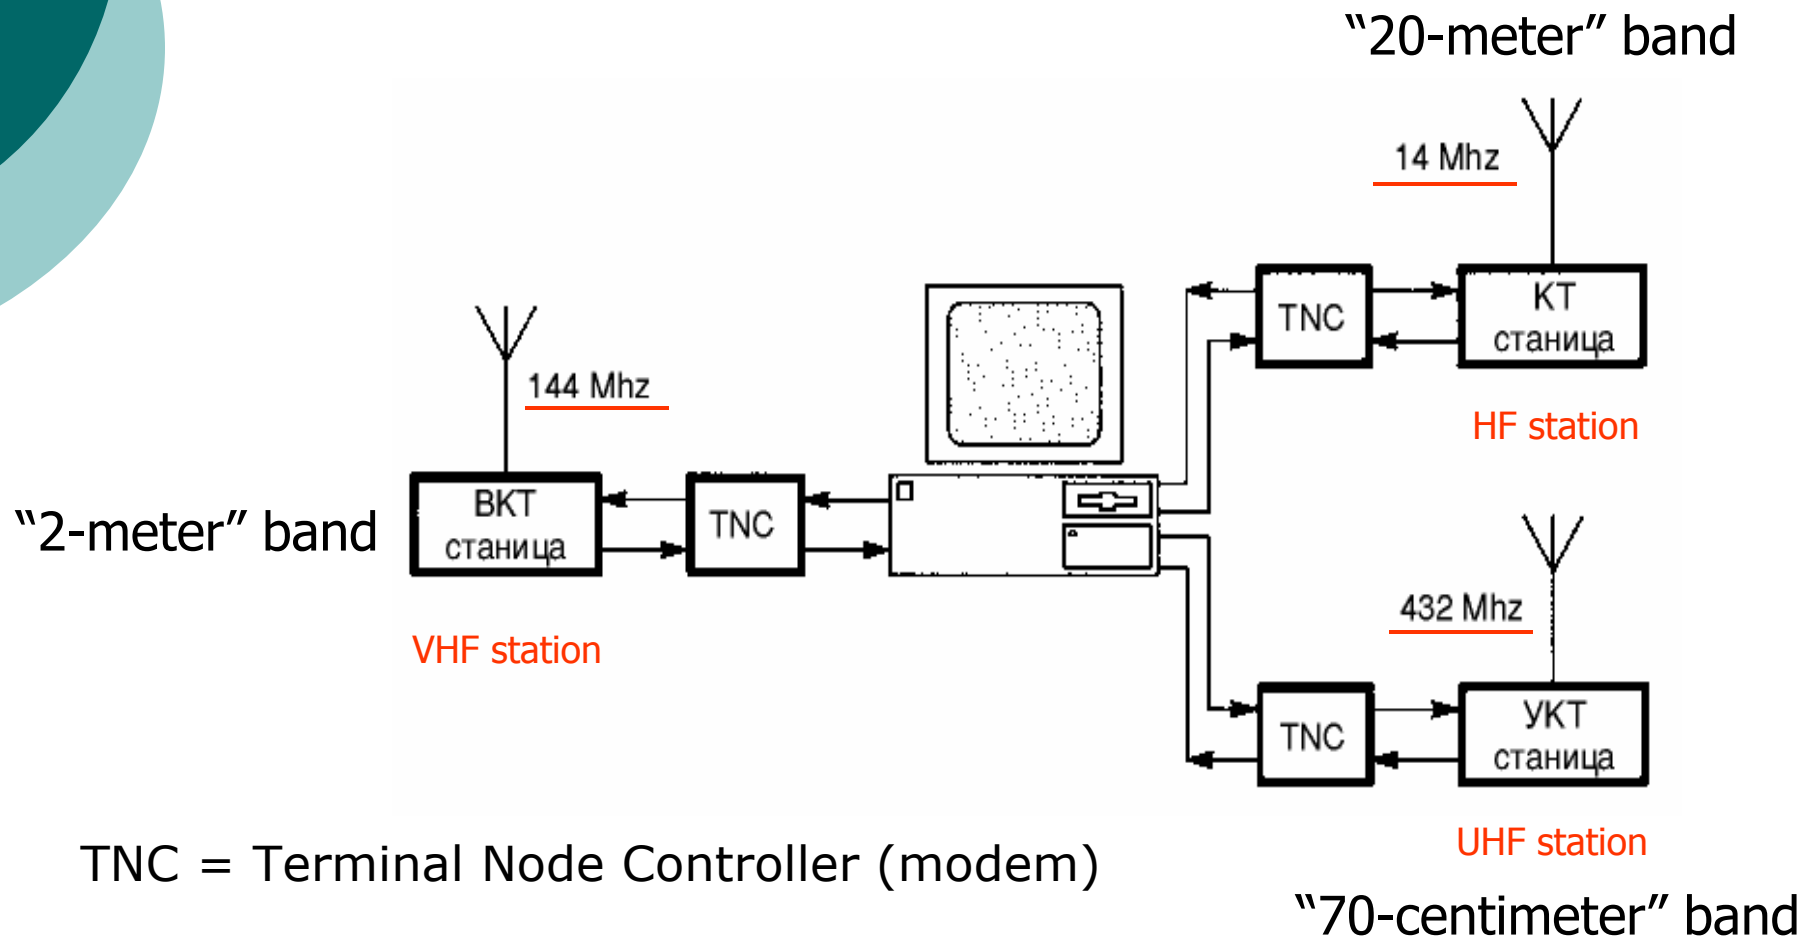 “20-meter” band
14 Mhz
TNC
КТ
станица
HF station
144 Mhz
“2-meter” band
ВКТ
станица
TNC
VHF station
432 Mhz
TNC
УКТ
станица
UHF station
TNC = Terminal Node Controller (modem)
“70-centimeter” band